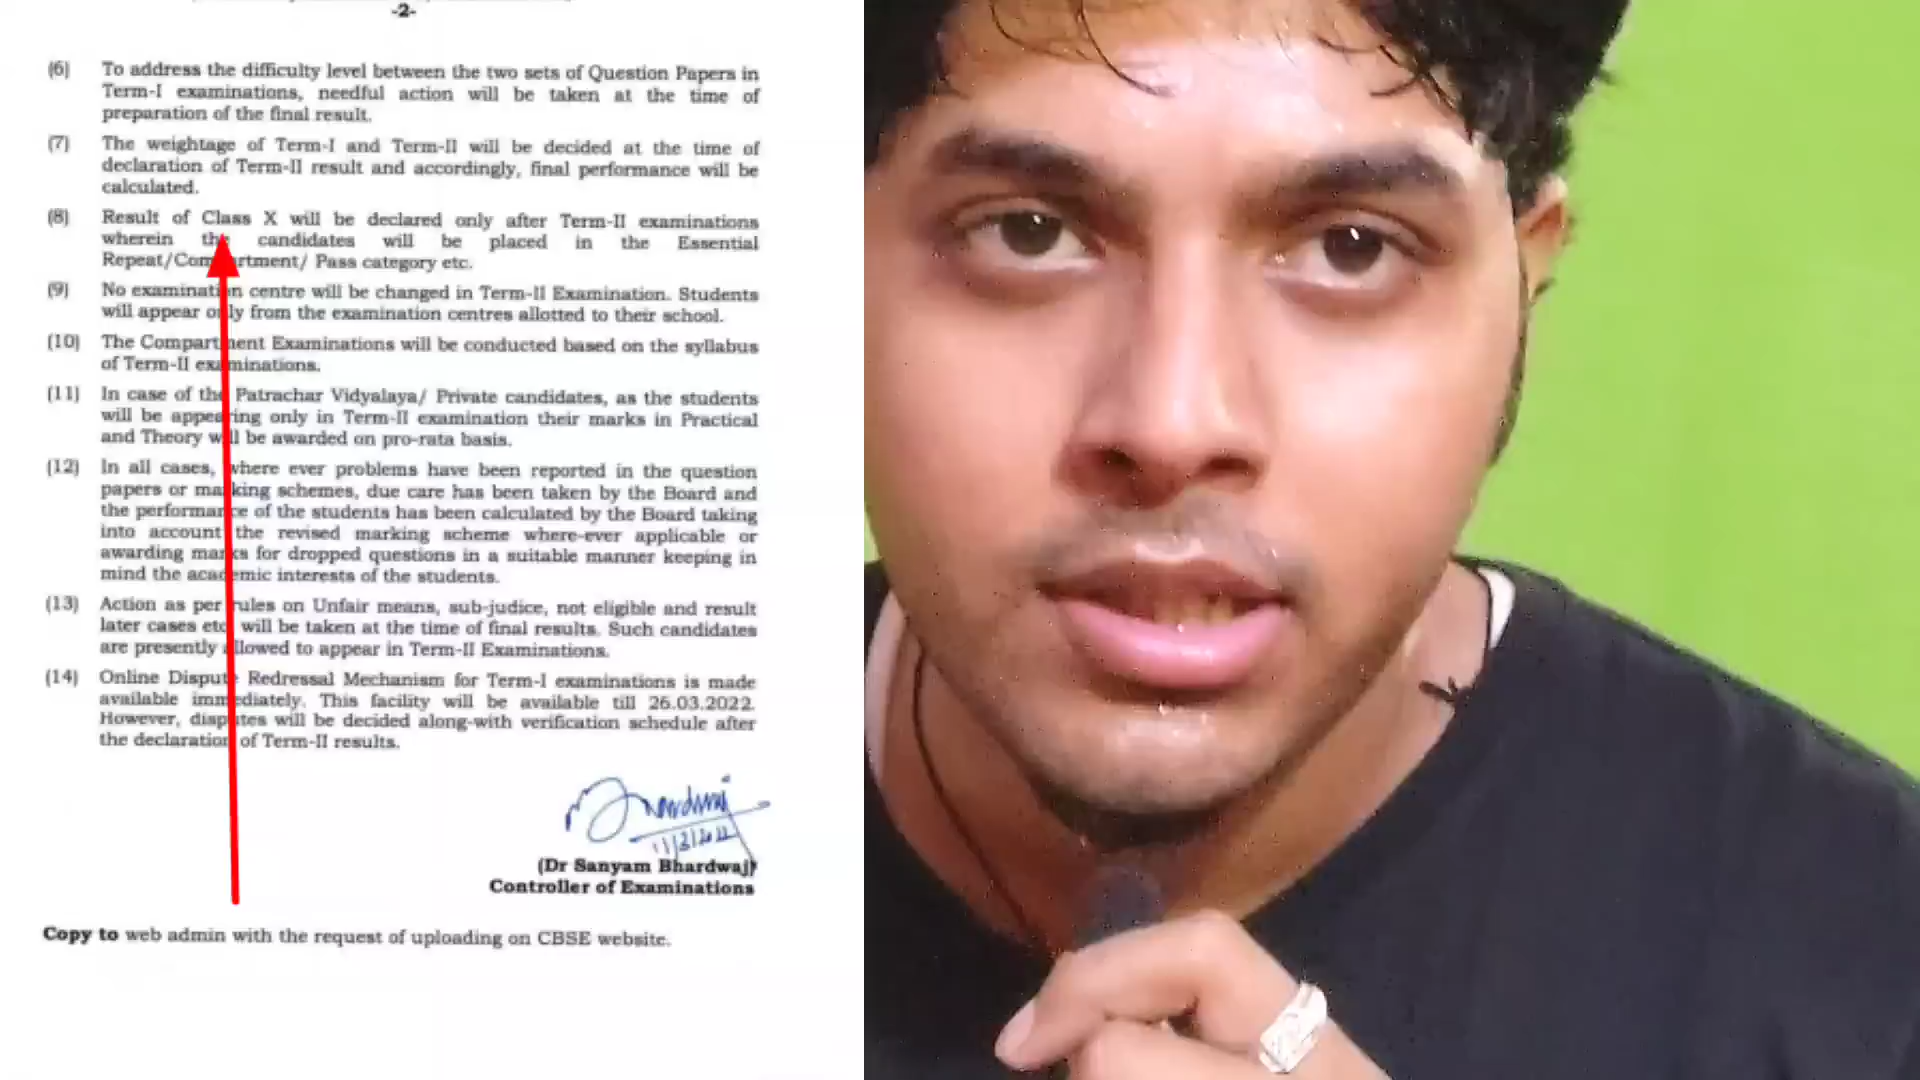 -2-
(6) To address the difficulty level between the two sets of Question Papers in
Term-I examinations, needful action will be taken at the time of
preparation of the final result.
(7) The weightage of Term-I and Term-II will be decided at the time of
declaration of Term-II result and accordingly, final performance will be
calculated.
(8) Result of Class X will be declared only after Term-II examinations
wherein the candidates will be placed in the Essential
Repeat/Compartment/ Pass category etc.
(9) No examination centre will be changed in Term-II Examination. Students
will appear only from the examination centres allotted to their school.
(10) The Compartment Examinations will be conducted based on the syllabus
of Term-II examinations.
(11) In case of the Patrachar Vidyalaya/ Private candidates, as the students
will be appearing only in Term-II examination their marks in Practical
and Theory will be awarded on pro-rata basis.
(12) In all cases, where ever problems have been reported in the question
papers or marking schemes, due care has been taken by the Board and
the performance of the students has been calculated by the Board taking
into account the revised marking scheme where-ever applicable or
awarding marks for dropped questions in a suitable manner keeping in
mind the academic interests of the students.
(13) Action as per rules on Unfair means, sub-judice, not eligible and result
later cases etc. will be taken at the time of final results. Such candidates
are presently allowed to appear in Term-II Examinations.
(14) Online Dispute Redressal Mechanism for Term-I examinations is made
available immediately. This facility will be available till 26.03.2022.
However, disputes will be decided along-with verification schedule after
the declaration of Term-II results.
11/3/2022
(Dr Sanyam Bhardwaj)
Controller of Examinations
Copy to web admin with the request of uploading on CBSE website.